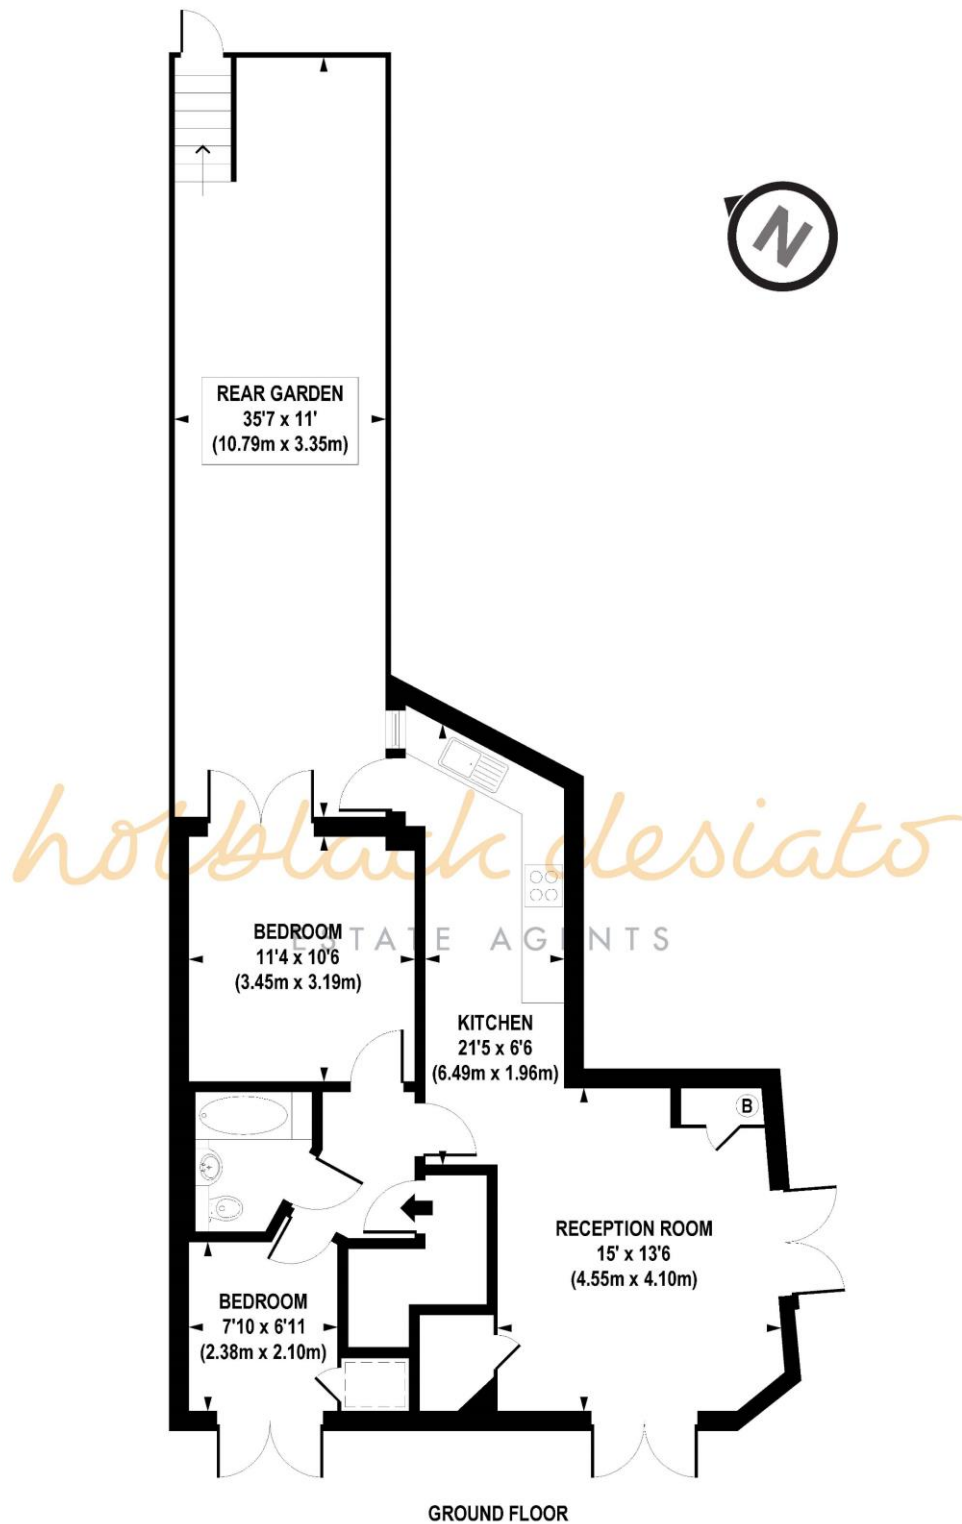 N
REAR GARDEN
35'7 x 11'
(10.79m x 3.35m)
hotblack desiato
ESTATE AGENTS
BEDROOM
11'4 x 10'6
(3.45m x 3.19m)
KITCHEN
21'5 x 6'6
(6.49m x 1.96m)
B
RECEPTION ROOM
15' x 13'6
(4.55m x 4.10m)
BEDROOM
7'10 x 6'11
(2.38m x 2.10m)
GROUND FLOOR